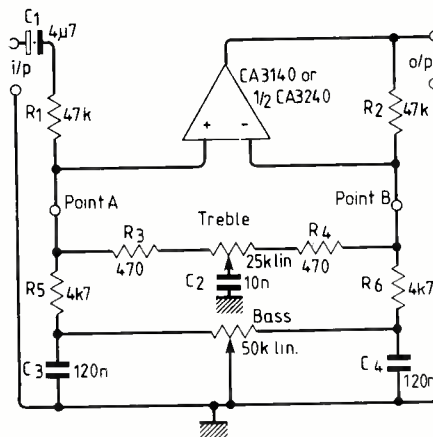 C1
4µ7
i/p
R1
47k
CA3140 or
1/2 CA3240
+
-
R2
47k
o/p
Point A
Point B
R3
470
Treble
25k lin
R4
470
C2
10n
R5
4k7
R6
4k7
Bass
50k lin.
C3
120n
C4
120n